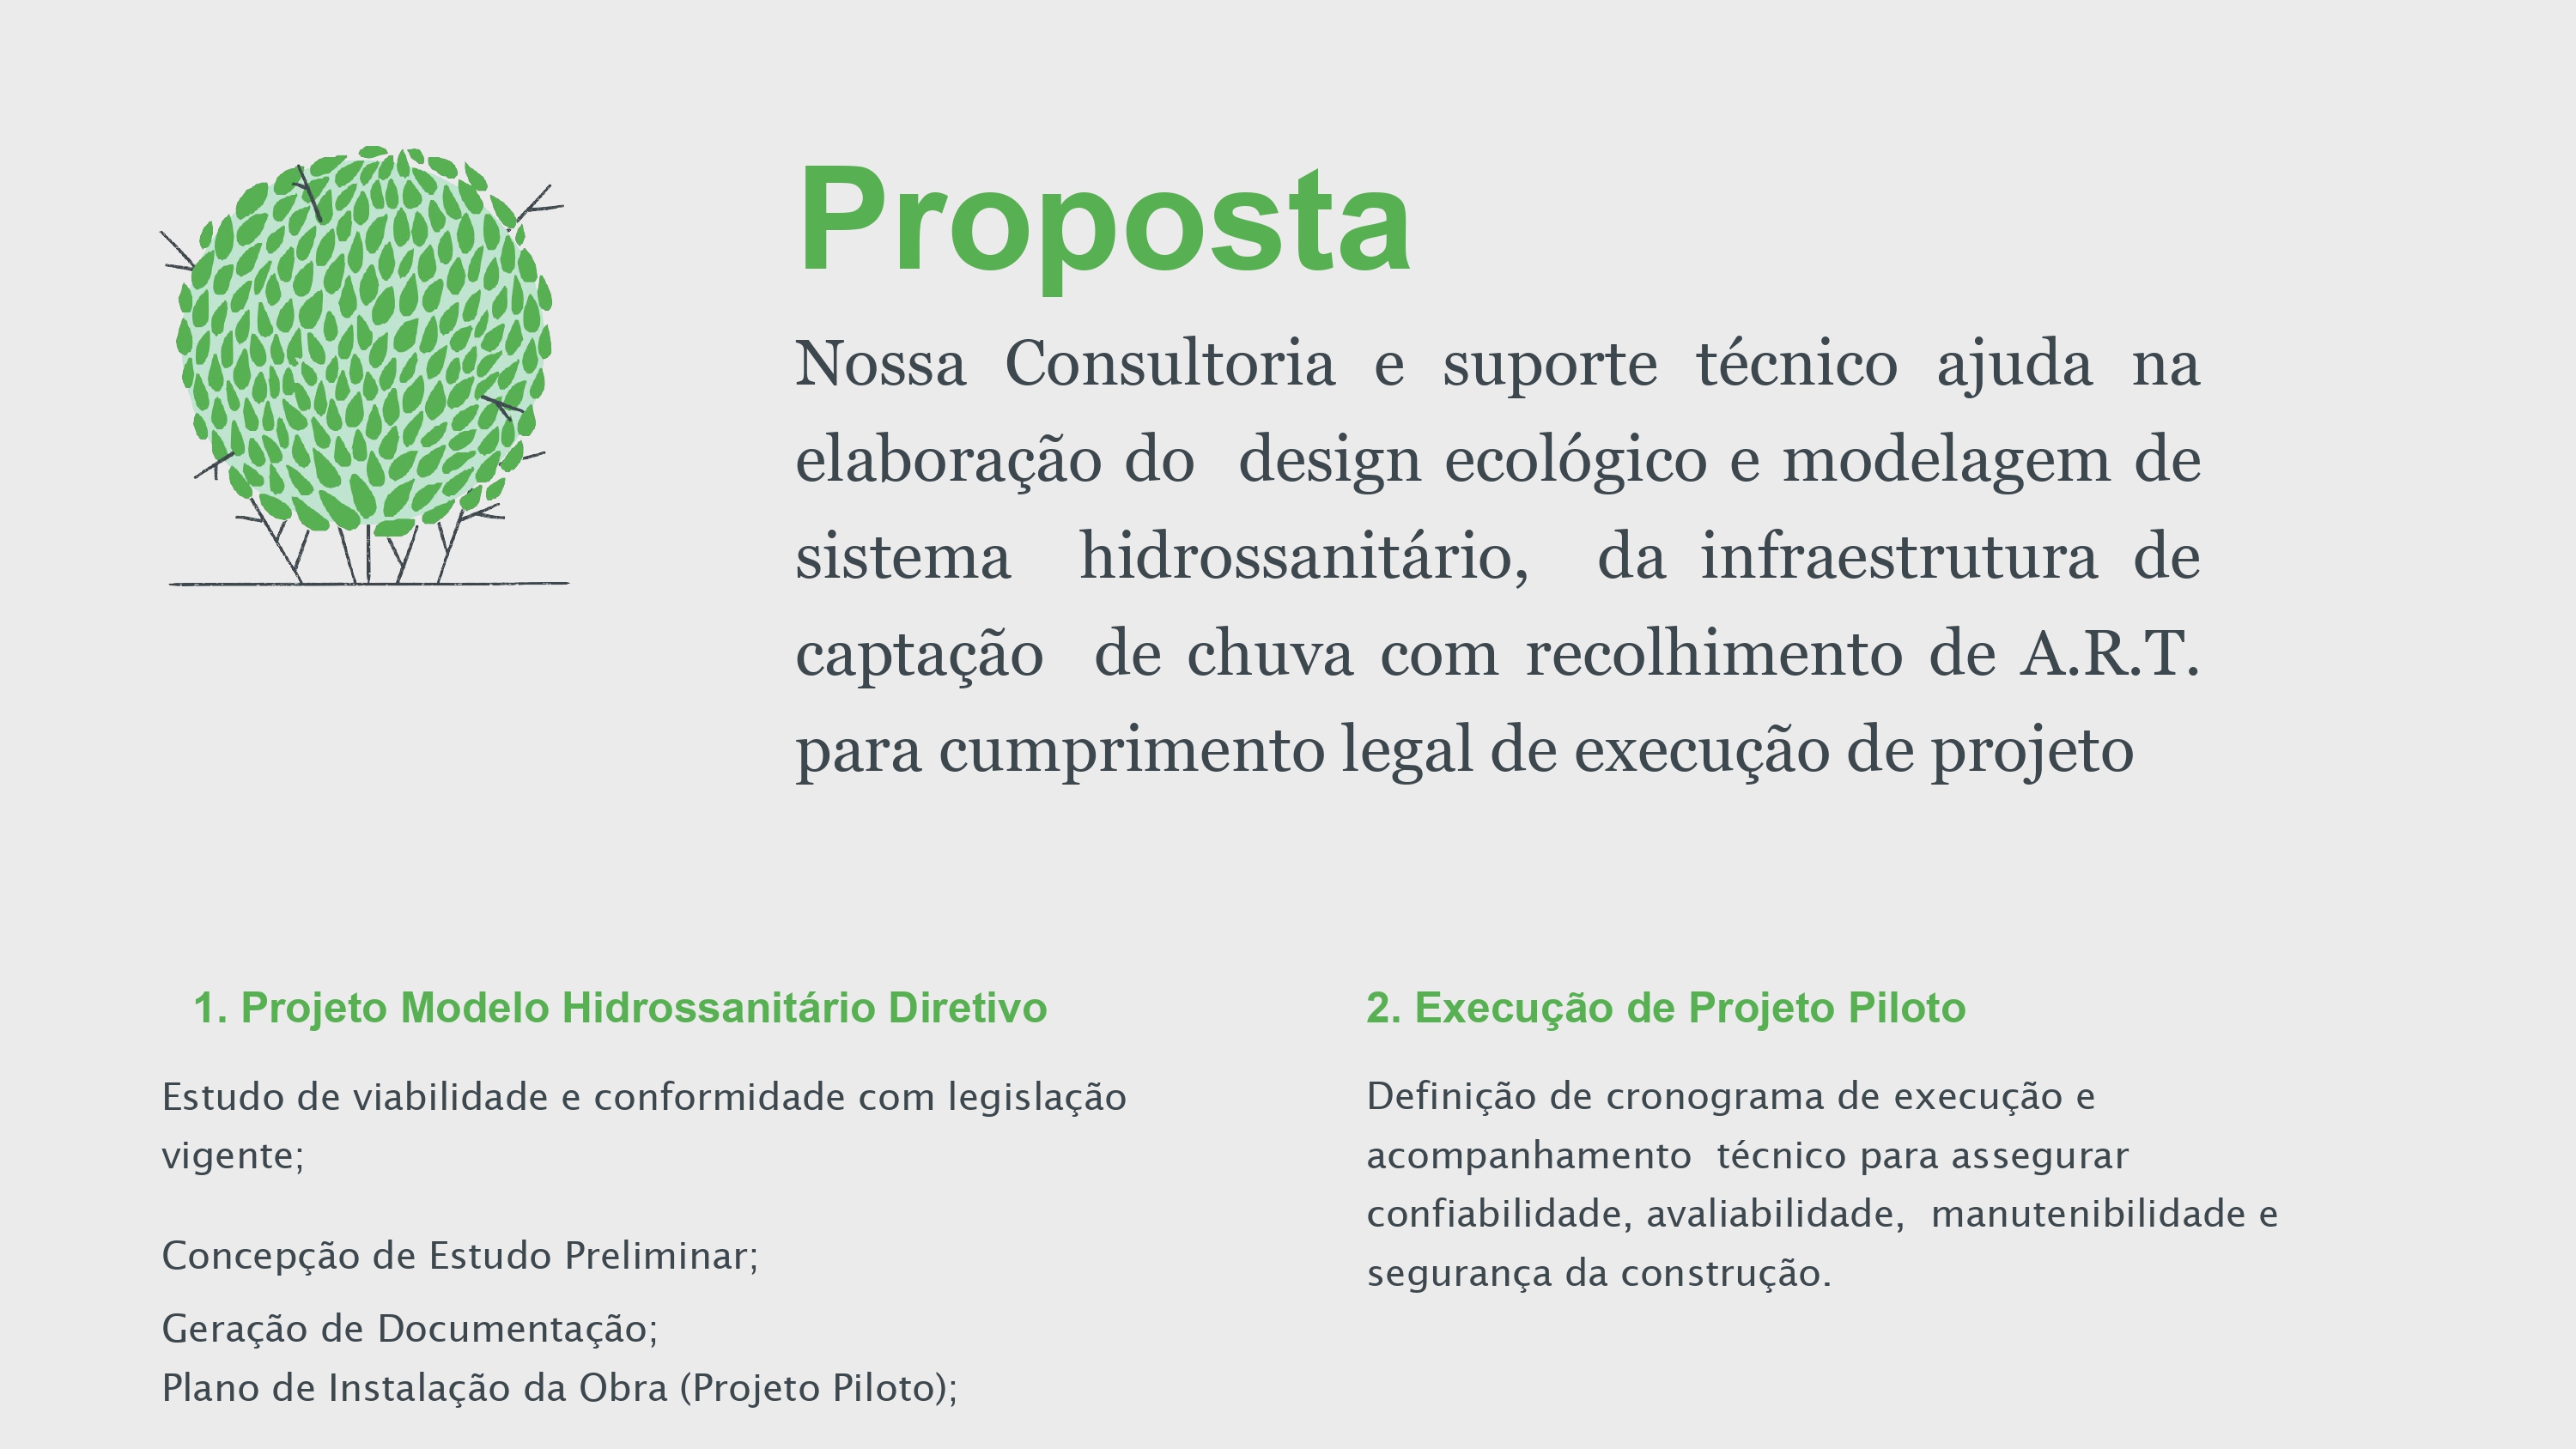 Proposta
Nossa Consultoria e suporte técnico ajuda na
elaboração do design ecológico e modelagem de
sistema hidrossanitário, da infraestrutura de
captação de chuva com recolhimento de A.R.T.
para cumprimento legal de execução de projeto
1. Projeto Modelo Hidrossanitário Diretivo
Estudo de viabilidade e conformidade com legislação
vigente;
Concepção de Estudo Preliminar;
Geração de Documentação;
Plano de Instalação da Obra (Projeto Piloto);
2. Execução de Projeto Piloto
Definição de cronograma de execução e
acompanhamento técnico para assegurar
confiabilidade, avaliabilidade, manutenibilidade e
segurança da construção.